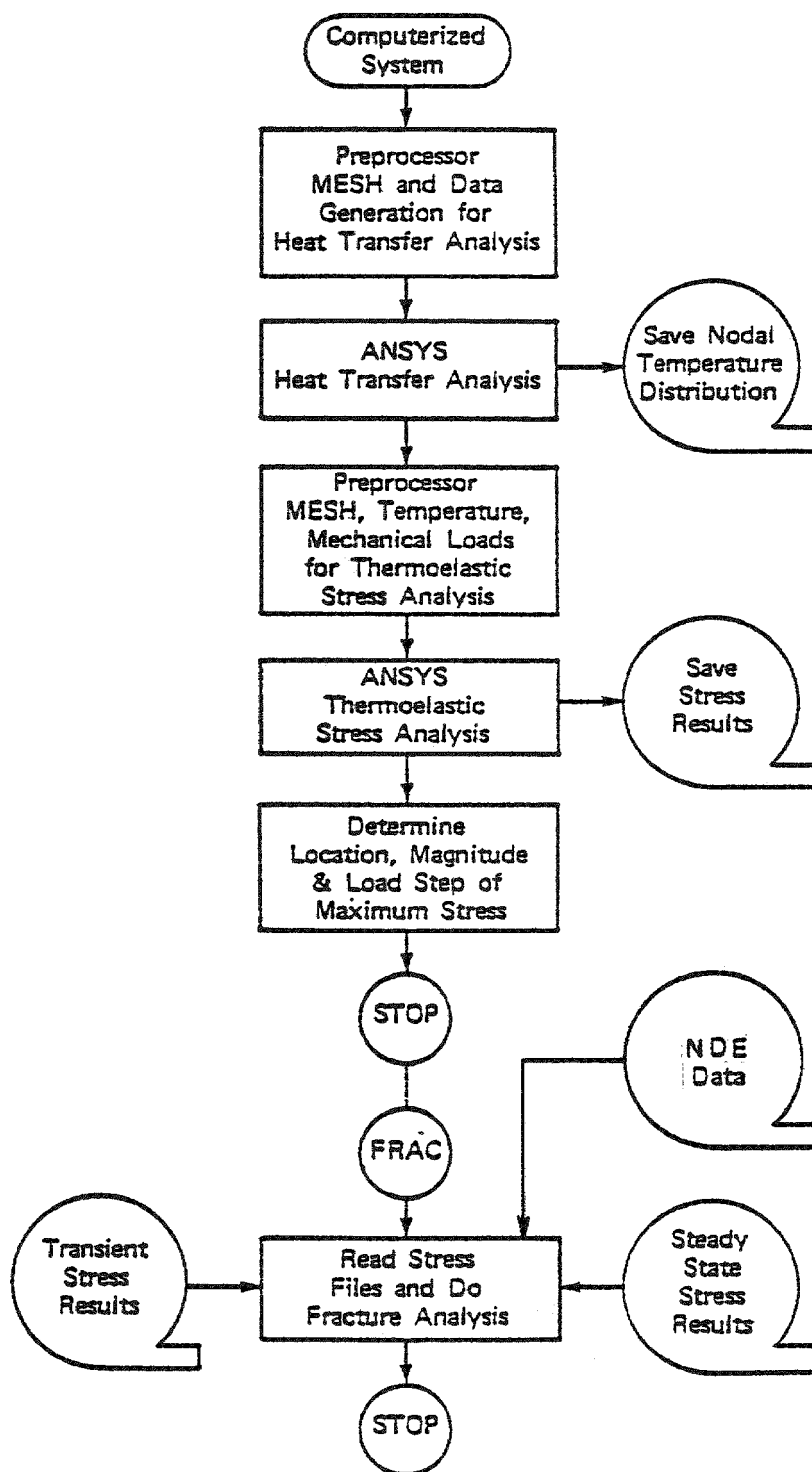 Computerized
System
Preprocessor
MESH and Data
Generation for
Heat Transfer Analysis
ANSYS
Heat Transfer Analysis
Save Nodal
Temperature
Distribution
Preprocessor
MESH, Temperature,
Mechanical Loads
for Thermoelastic
Stress Analysis
ANSYS
Thermoelastic
Stress Analysis
Save
Stress
Results
Determine
Location, Magnitude
& Load Step of
Maximum Stress
STOP
NDE
Data
FRAC
Transient
Stress
Results
Read Stress
Files and Do
Fracture Analysis
Steady
State
Stress
Results
STOP